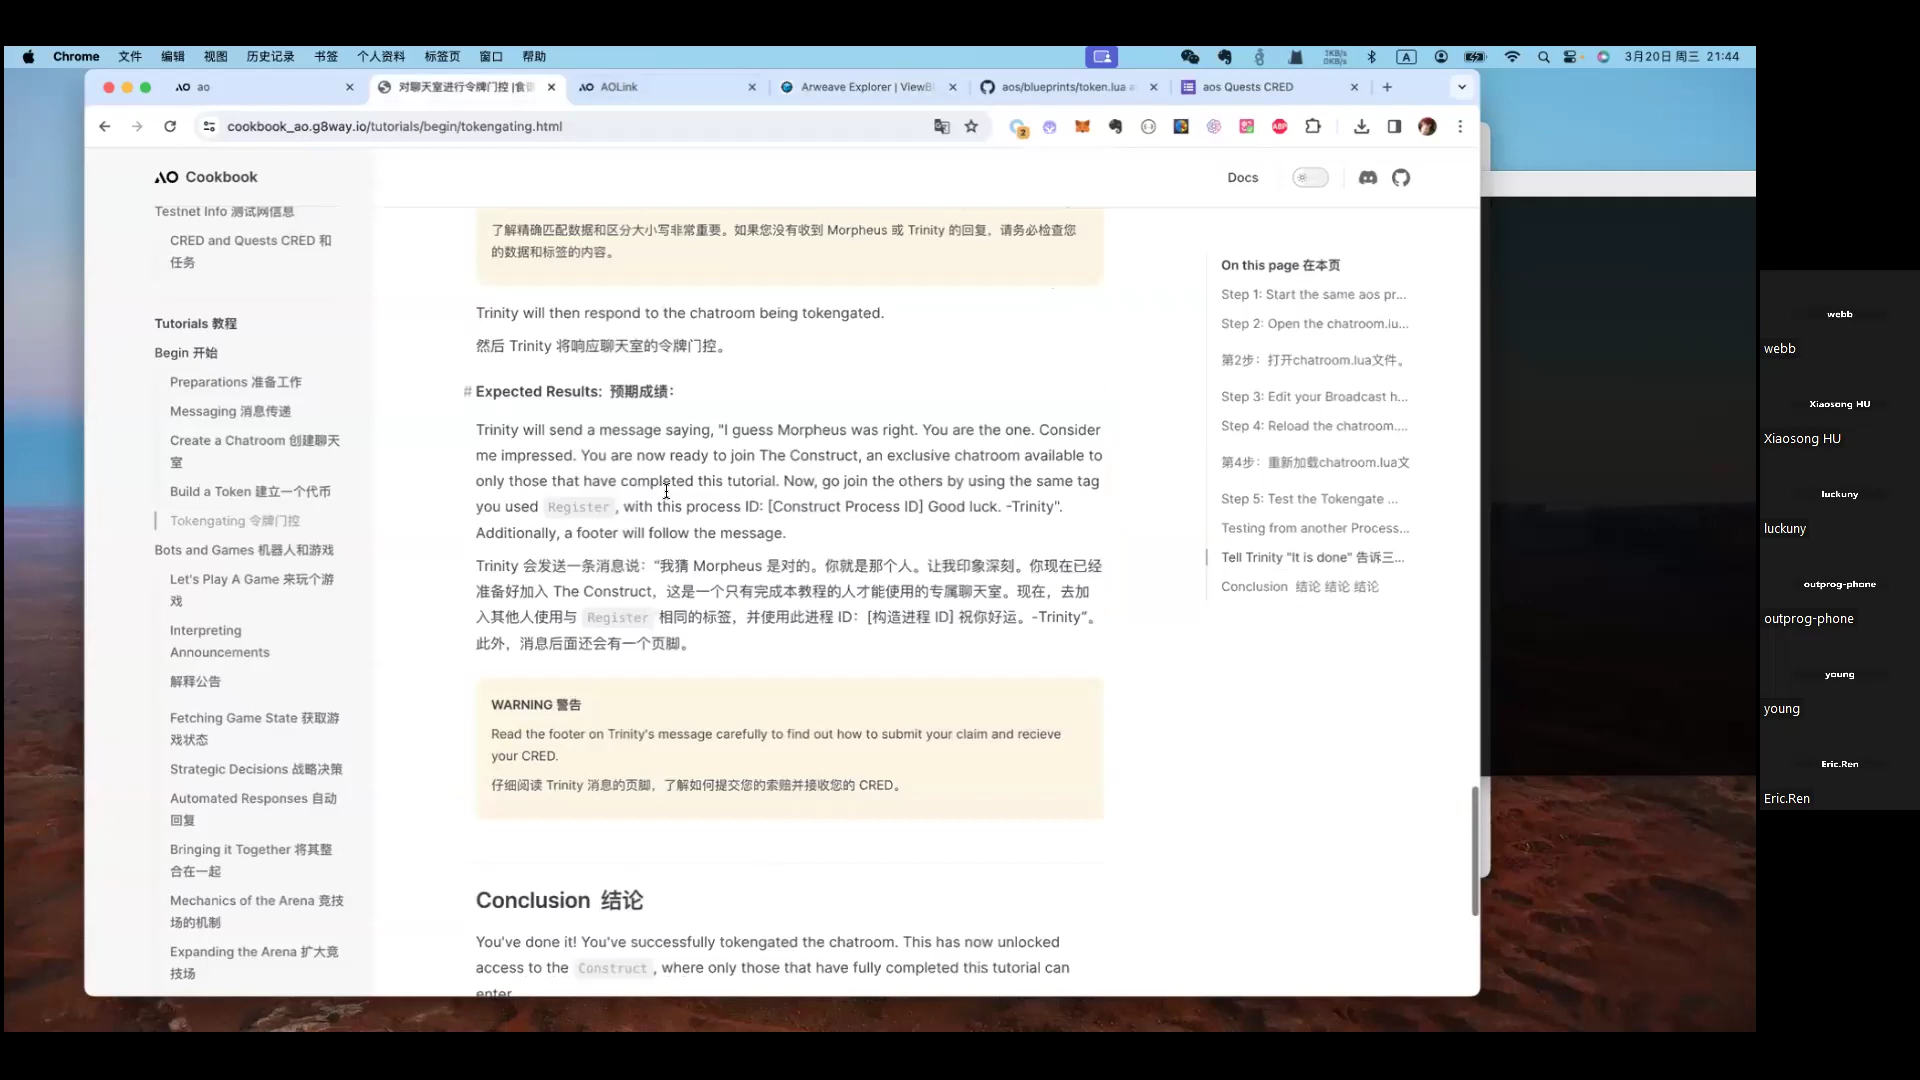 Chrome 文件 编辑 视图 历史记录 书签 个人资料 标签页 窗口 帮助
3月20日 周三 21:44
ao
对聊天室进行令牌门控 |食
AOLink
Arweave Explorer | ViewB
aos/blueprints/token.lua a
aos Quests CRED
cookbook_ao.g8way.io/tutorials/begin/tokengating.html
Cookbook
Docs
Testnet Info 测试网信息
CRED and Quests CRED 和
任务
Tutorials 教程
Begin 开始
Preparations 准备工作
Messaging 消息传递
Create a Chatroom 创建聊天
室
Build a Token 建立一个代币
Tokengating 令牌门控
Bots and Games 机器人和游戏
Let's Play A Game 来玩个游
戏
Interpreting
Announcements
解释公告
Fetching Game State 获取游
戏状态
Strategic Decisions 战略决策
Automated Responses 自动
回复
Bringing it Together 将其整
合在一起
Mechanics of the Arena 竞技
场的机制
Expanding the Arena 扩大竞
技场
了解精确匹配数据和区分大小写非常重要。如果您没有收到 Morpheus 或 Trinity 的回复，请务必检查您
的数据和标签的内容。
Trinity will then respond to the chatroom being tokengated.
然后 Trinity 将响应聊天室的令牌门控。
# Expected Results: 预期成绩：
Trinity will send a message saying, "I guess Morpheus was right. You are the one. Consider
me impressed. You are now ready to join The Construct, an exclusive chatroom available to
only those that have completed this tutorial. Now, go join the others by using the same tag
you used Register , with this process ID: [Construct Process ID] Good luck. -Trinity".
Additionally, a footer will follow the message.
Trinity 会发送一条消息说：“我猜 Morpheus 是对的。你就是那个人。让我印象深刻。你现在已经
准备好加入 The Construct，这是一个只有完成本教程的人才能使用的专属聊天室。现在，去加
入其他人使用与 Register 相同的标签，并使用此进程 ID：[构造进程 ID] 祝你好运。-Trinity”。
此外，消息后面还会有一个页脚。
WARNING 警告
Read the footer on Trinity's message carefully to find out how to submit your claim and recieve
your CRED.
仔细阅读 Trinity 消息的页脚，了解如何提交您的索赔并接收您的 CRED。
Conclusion 结论
You've done it! You've successfully tokengated the chatroom. This has now unlocked
access to the Construct , where only those that have fully completed this tutorial can
enter
On this page 在本页
Step 1: Start the same aos pr...
Step 2: Open the chatroom.lu...
第2步：打开chatroom.lua文件。
Step 3: Edit your Broadcast h...
Step 4: Reload the chatroom....
第4步：重新加载chatroom.lua文
Step 5: Test the Tokengate ...
Testing from another Process...
Tell Trinity "It is done" 告诉三...
Conclusion 结论 结论 结论
webb
webb
Xiaosong HU
Xiaosong HU
luckuny
luckuny
outprog-phone
outprog-phone
young
young
Eric.Ren
Eric.Ren